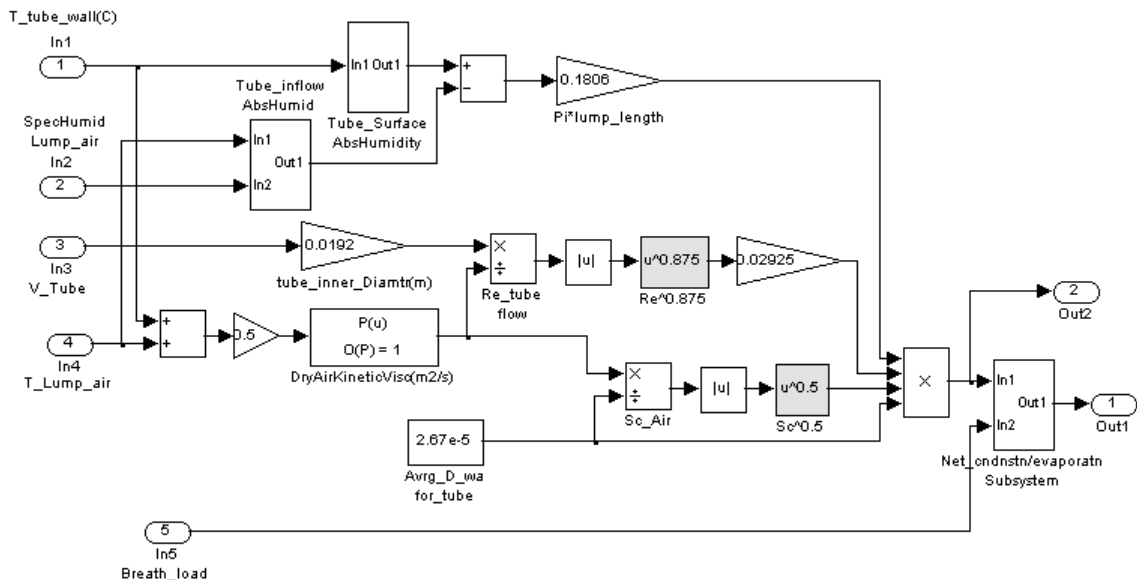 T_tube_wall(C)
In1
1
In1 Out1
Tube_Surface
AbsHumidity
+
−
0.1806
Pi*lump_length
Tube_inflow
AbsHumid
In1
In2
Out1
SpecHumid
Lump_air
In2
2
3
In3
V_Tube
0.0192
tube_inner_Diamtr(m)
×
÷
Re_tube
flow
|u|
u^0.875
Re^0.875
0.02925
4
In4
T_Lump_air
+
+
0.5
P(u)
O(P) = 1
DryAirKineticVisc(m2/s)
×
÷
Sc_Air
|u|
u^0.5
Sc^0.5
2.67e-5
Avrg_D_wa
for_tube
×
2
Out2
In1
In2
Out1
Net_cndnstn/evaporatn
Subsystem
1
Out1
5
In5
Breath_load